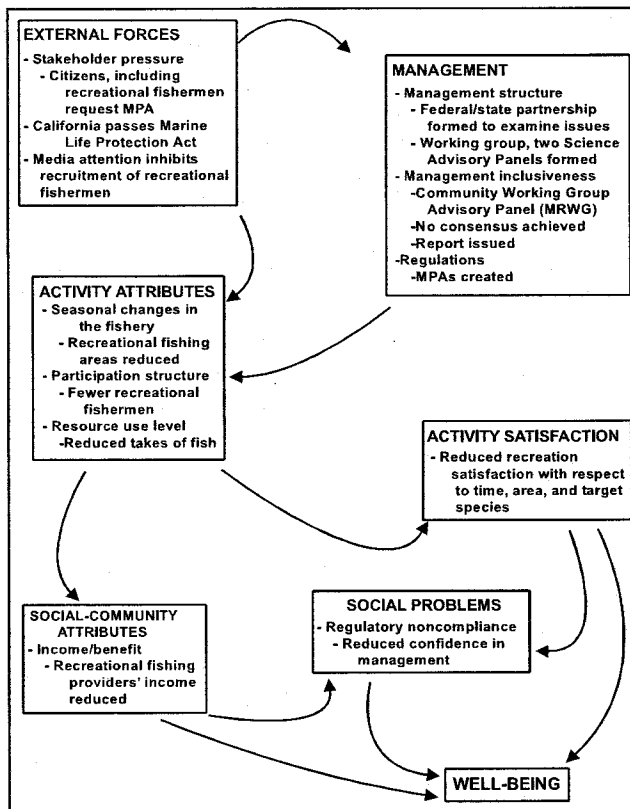 EXTERNAL FORCES
- Stakeholder pressure
- Citizens, including
recreational fishermen
request MPA
- California passes Marine
Life Protection Act
- Media attention inhibits
recruitment of recreational
fishermen
MANAGEMENT
- Management structure
- Federal/state partnership
formed to examine issues
- Working group, two Science
Advisory Panels formed
- Management inclusiveness
-Community Working Group
Advisory Panel (MRWG)
-No consensus achieved
-Report issued
-Regulations
-MPAs created
ACTIVITY ATTRIBUTES
- Seasonal changes in
the fishery
- Recreational fishing
areas reduced
- Participation structure
- Fewer recreational
fishermen
- Resource use level
-Reduced takes of fish
ACTIVITY SATISFACTION
- Reduced recreation
satisfaction with respect
to time, area, and target
species
SOCIAL-COMMUNITY
ATTRIBUTES
- Income/benefit
- Recreational fishing
providers' income
reduced
SOCIAL PROBLEMS
- Regulatory noncompliance
- Reduced confidence in
management
WELL-BEING